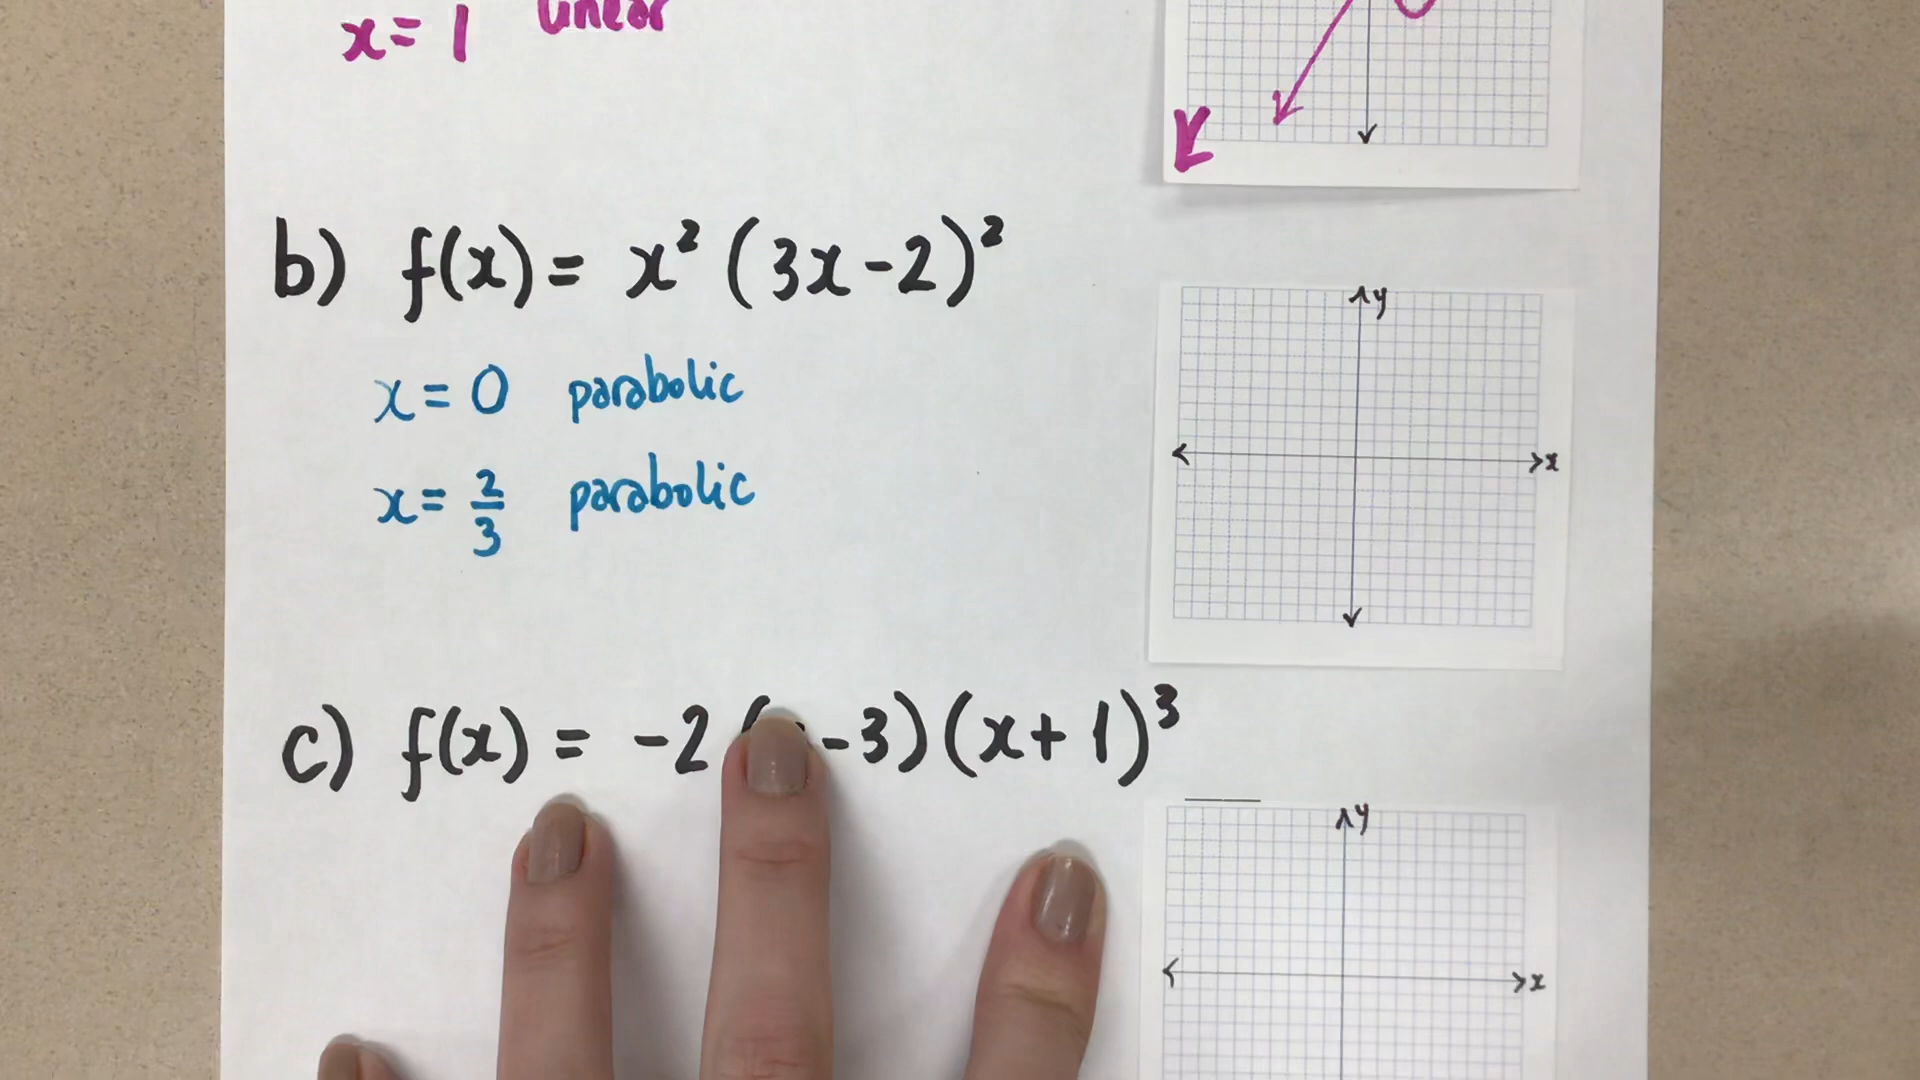 x = 1 linear
b) f(x) = x² (3x-2)²
y
x = 0 parabolic
x
x = 2/3 parabolic
c) f(x) = -2 ( -3)(x+1)³
y
x